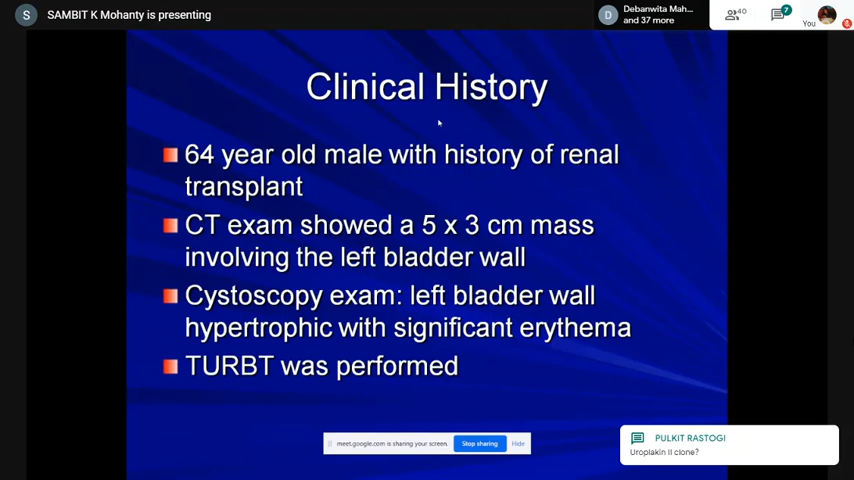 S SAMBIT K Mohanty is presenting
D Debanwita Mah...
and 37 more
40
7
You
Clinical History
64 year old male with history of renal
transplant
CT exam showed a 5 x 3 cm mass
involving the left bladder wall
Cystoscopy exam: left bladder wall
hypertrophic with significant erythema
TURBT was performed
meet.google.com is sharing your screen. Stop sharing Hide
PULKIT RASTOGI
Uroplakin II clone?